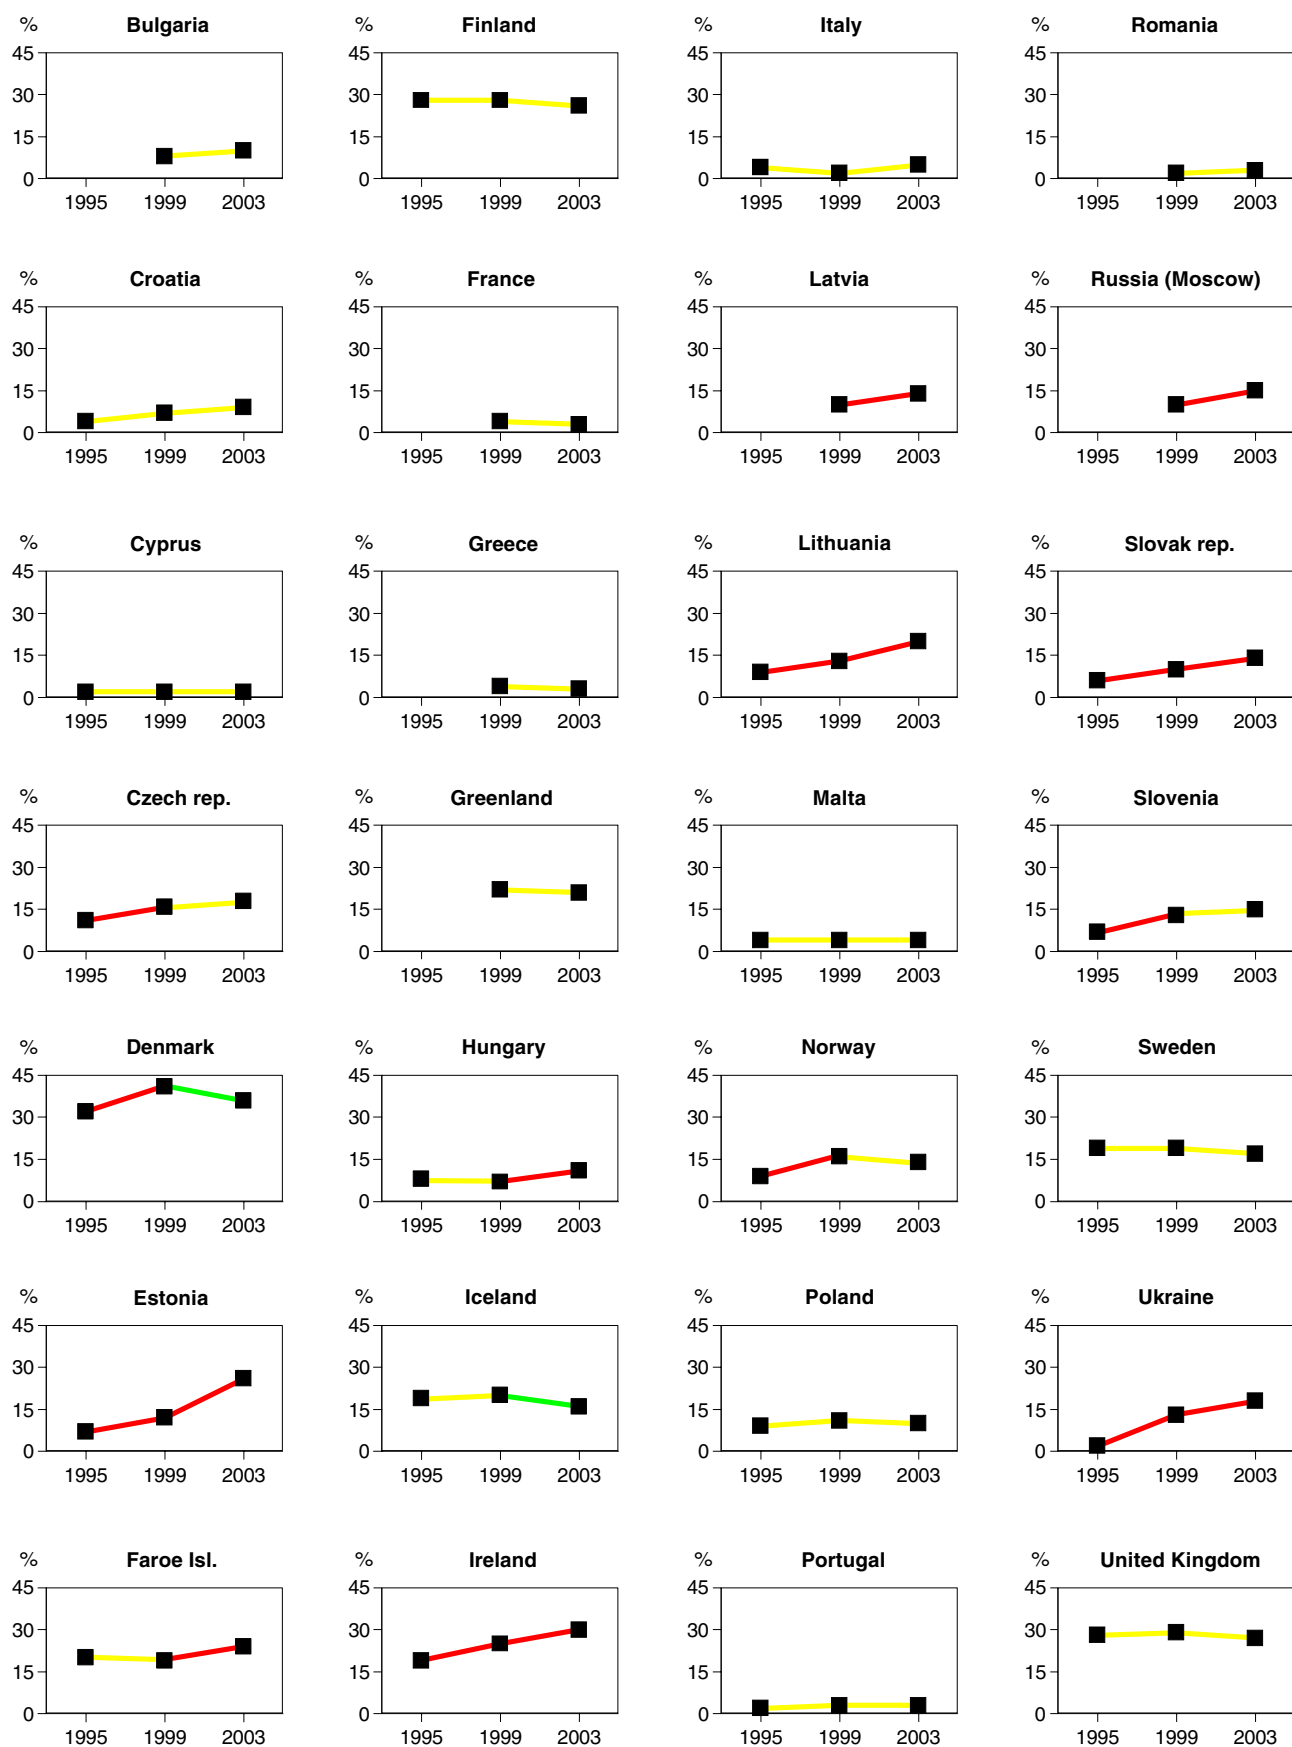 % Bulgaria % Finland % Italy % Romania
45 45 45 45
30 30 30 30
15 15 15 15
0 0 0 0
1995 1999 2003 1995 1999 2003 1995 1999 2003 1995 1999 2003
% Croatia % France % Latvia % Russia (Moscow)
45 45 45 45
30 30 30 30
15 15 15 15
0 0 0 0
1995 1999 2003 1995 1999 2003 1995 1999 2003 1995 1999 2003
% Cyprus % Greece % Lithuania % Slovak rep.
45 45 45 45
30 30 30 30
15 15 15 15
0 0 0 0
1995 1999 2003 1995 1999 2003 1995 1999 2003 1995 1999 2003
% Czech rep. % Greenland % Malta % Slovenia
45 45 45 45
30 30 30 30
15 15 15 15
0 0 0 0
1995 1999 2003 1995 1999 2003 1995 1999 2003 1995 1999 2003
% Denmark % Hungary % Norway % Sweden
45 45 45 45
30 30 30 30
15 15 15 15
0 0 0 0
1995 1999 2003 1995 1999 2003 1995 1999 2003 1995 1999 2003
% Estonia % Iceland % Poland % Ukraine
45 45 45 45
30 30 30 30
15 15 15 15
0 0 0 0
1995 1999 2003 1995 1999 2003 1995 1999 2003 1995 1999 2003
% Faroe Isl. % Ireland % Portugal % United Kingdom
45 45 45 45
30 30 30 30
15 15 15 15
0 0 0 0
1995 1999 2003 1995 1999 2003 1995 1999 2003 1995 1999 2003